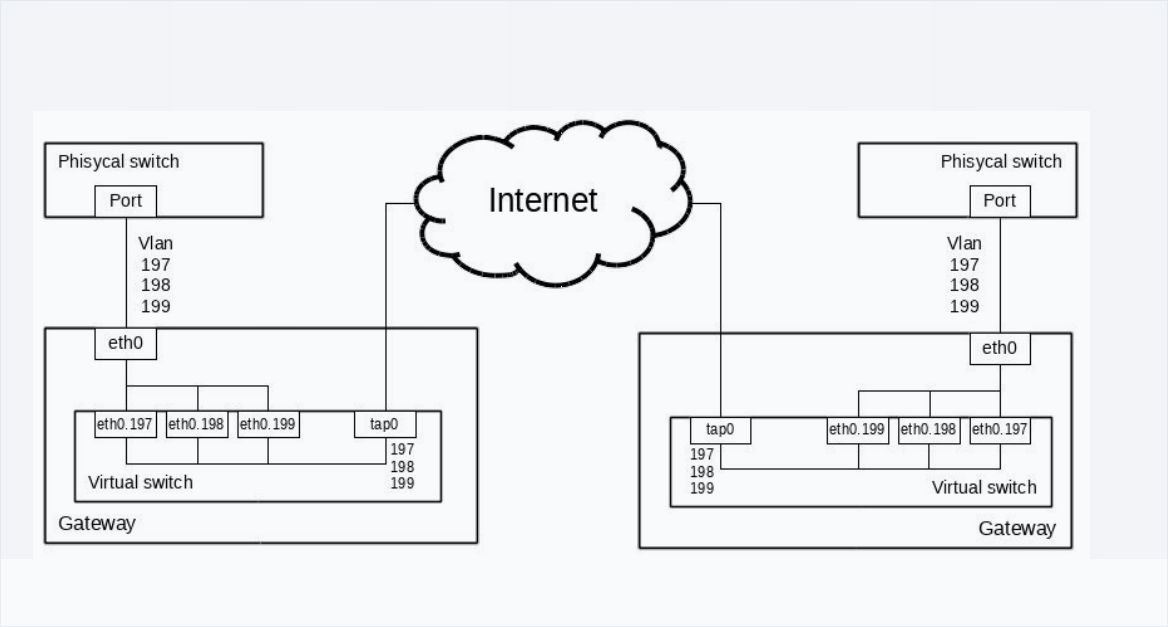 Phisycal switch
Port
Vlan
197
198
199
eth0
eth0.197
eth0.198
eth0.199
tap0
197
198
199
Virtual switch
Gateway
Internet
Phisycal switch
Port
Vlan
197
198
199
eth0
tap0
eth0.199
eth0.198
eth0.197
197
198
199
Virtual switch
Gateway